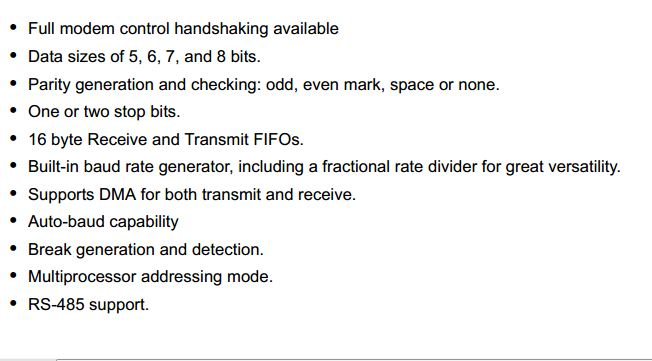 • Full modem control handshaking available
• Data sizes of 5, 6, 7, and 8 bits.
• Parity generation and checking: odd, even mark, space or none.
• One or two stop bits.
• 16 byte Receive and Transmit FIFOs.
• Built-in baud rate generator, including a fractional rate divider for great versatility.
• Supports DMA for both transmit and receive.
• Auto-baud capability
• Break generation and detection.
• Multiprocessor addressing mode.
• RS-485 support.